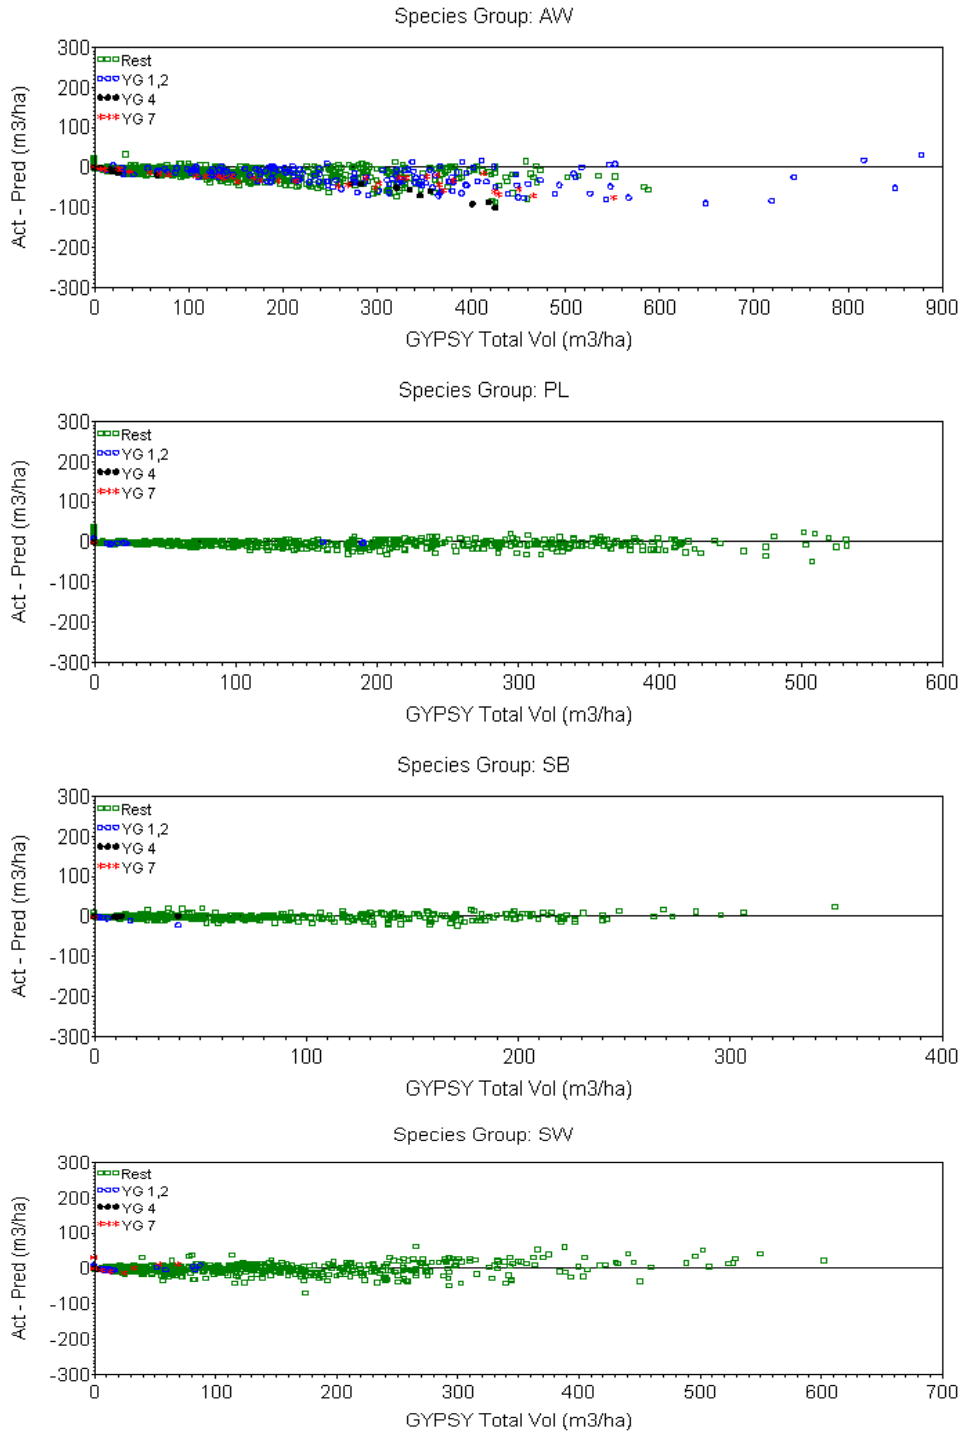 Species Group: AW
300
Rest
200
YG 1,2
YG 4
100
YG 7
0
-100
-200
-300
Act - Pred (m3/ha)
0 100 200 300 400 500 600 700 800 900
GYPSY Total Vol (m3/ha)
Species Group: PL
300
Rest
200
YG 1,2
YG 4
100
YG 7
0
-100
-200
-300
Act - Pred (m3/ha)
0 100 200 300 400 500 600
GYPSY Total Vol (m3/ha)
Species Group: SB
300
Rest
200
YG 1,2
YG 4
100
YG 7
0
-100
-200
-300
Act - Pred (m3/ha)
0 100 200 300 400
GYPSY Total Vol (m3/ha)
Species Group: SW
300
Rest
200
YG 1,2
YG 4
100
YG 7
0
-100
-200
-300
Act - Pred (m3/ha)
0 100 200 300 400 500 600 700
GYPSY Total Vol (m3/ha)